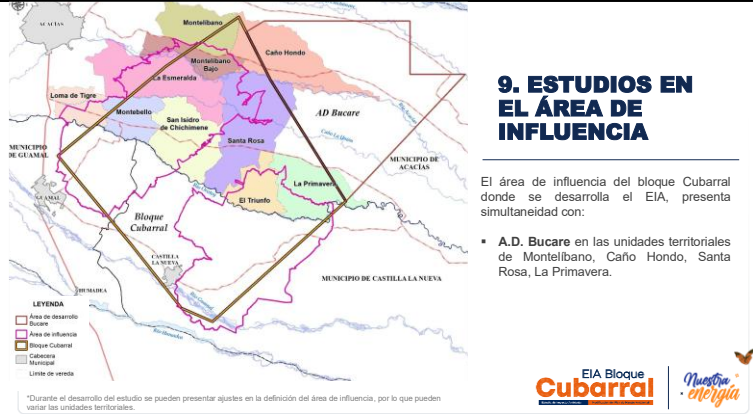 ACACÍAS
Montelibano
Caño Hondo
Montelibano
Bajo
La Esmeralda
Loma de Tigre
Montebello
San Isidro
de Chichimene
AD Bucare
Santa Rosa
MUNICIPIO
DE GUAMAL
MUNICIPIO DE
ACACÍAS
La Primavera
El Triunfo
GUAMAL
Bloque
Cubarral
CASTILLA
LA NUEVA
MUNICIPIO DE CASTILLA LA NUEVA
HUMADEA
LEYENDA
Área de desarrollo
Bucare
Área de influencia
Bloque Cubarral
Cabecera
Municipal
Límite de vereda
*Durante el desarrollo del estudio se pueden presentar ajustes en la definición del área de influencia, por lo que pueden
variar las unidades territoriales.
9. ESTUDIOS EN
EL ÁREA DE
INFLUENCIA
El área de influencia del bloque Cubarral
donde se desarrolla el EIA, presenta
simultaneidad con:
▪ A.D. Bucare en las unidades territoriales
de Montelíbano, Caño Hondo, Santa
Rosa, La Primavera.
EIA Bloque
Cubarral
Nuestra
energía